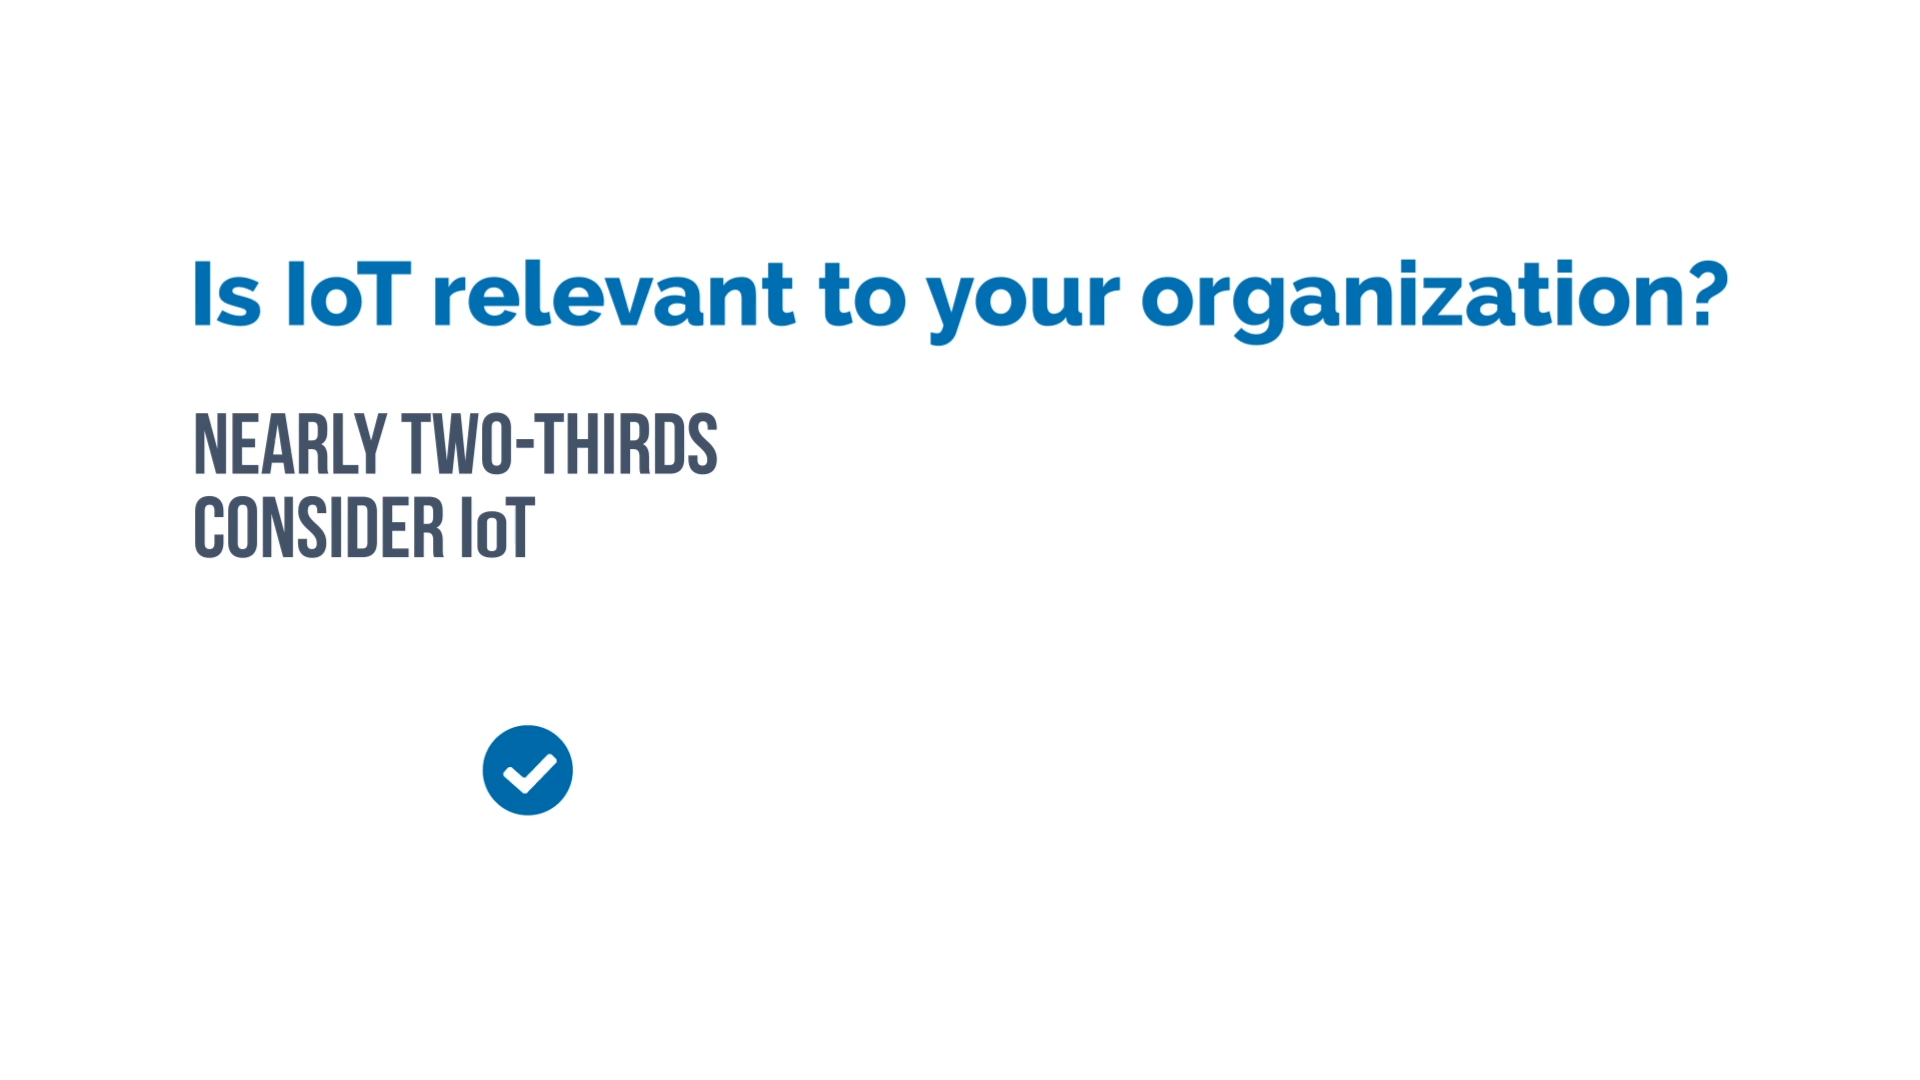 Is IoT relevant to your organization?
NEARLY TWO-THIRDS
CONSIDER IoT